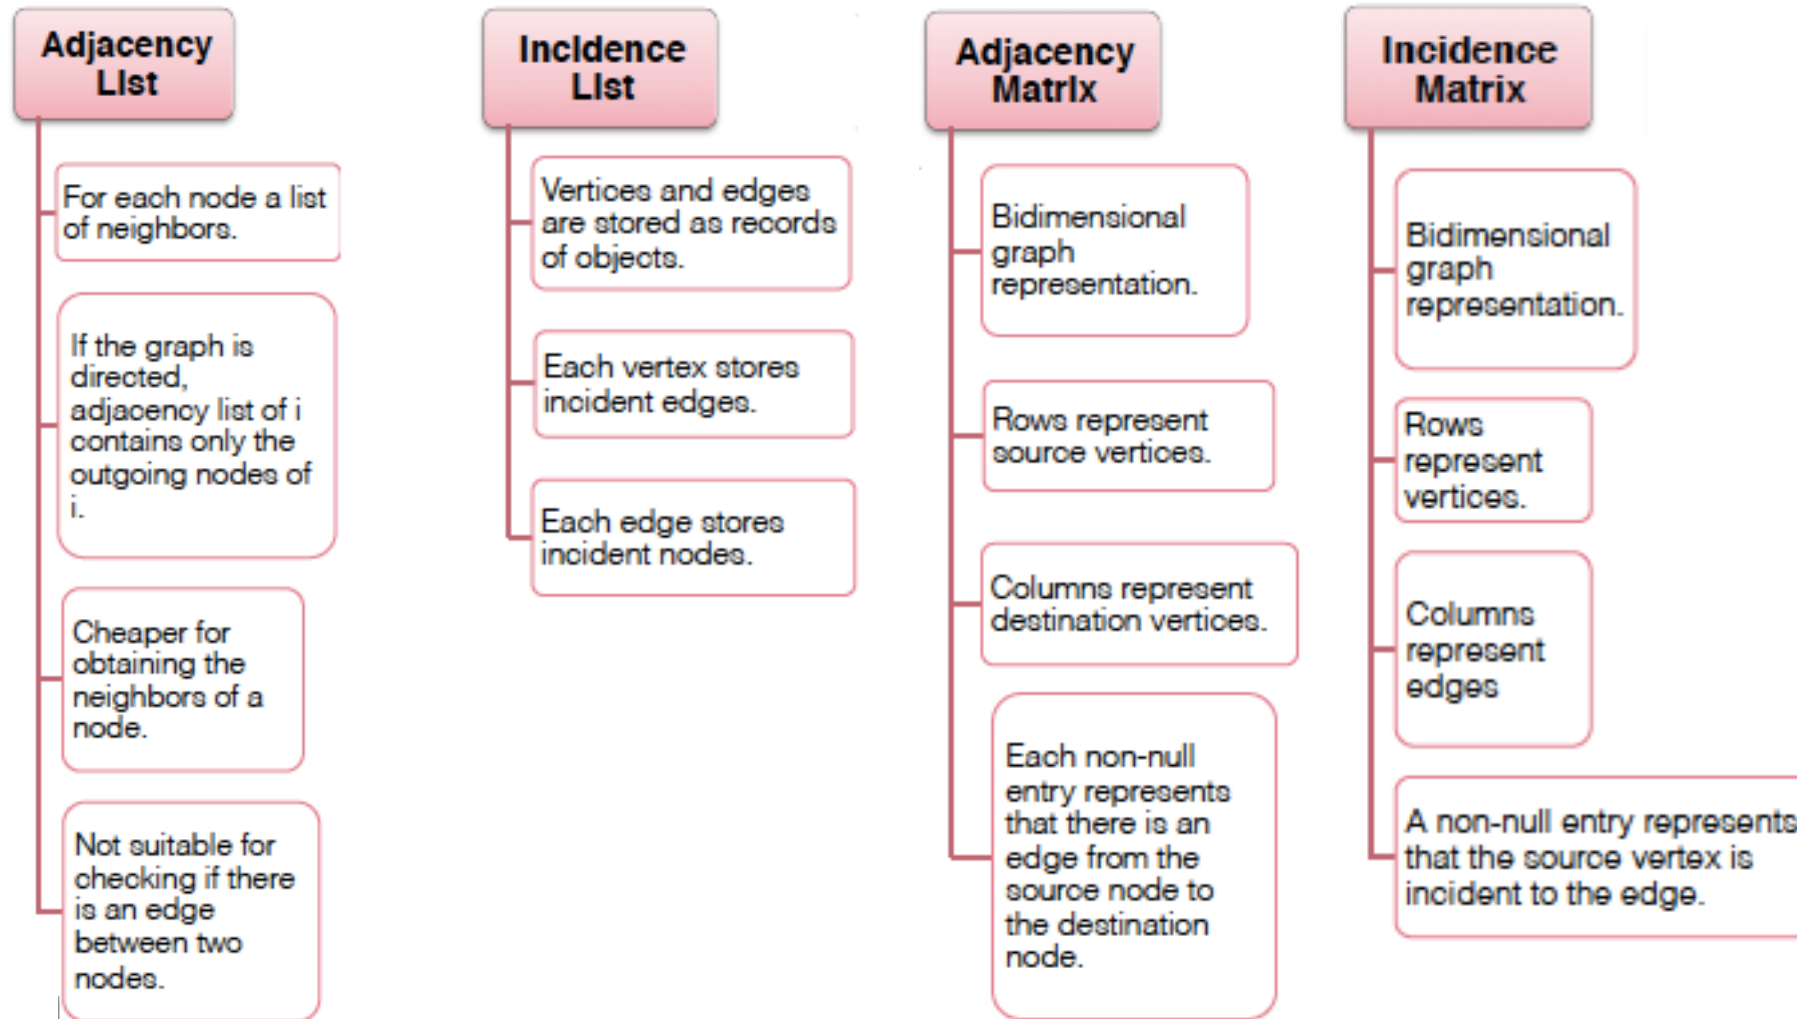 Adjacency
List
For each node a list
of neighbors.
If the graph is
directed,
adjacency list of i
contains only the
outgoing nodes of
i.
Cheaper for
obtaining the
neighbors of a
node.
Not suitable for
checking if there
is an edge
between two
nodes.
Incidence
List
Vertices and edges
are stored as records
of objects.
Each vertex stores
incident edges.
Each edge stores
incident nodes.
Adjacency
Matrix
Bidimensional
graph
representation.
Rows represent
source vertices.
Columns represent
destination vertices.
Each non-null
entry represents
that there is an
edge from the
source node to
the destination
node.
Incidence
Matrix
Bidimensional
graph
representation.
Rows
represent
vertices.
Columns
represent
edges
A non-null entry represents
that the source vertex is
incident to the edge.